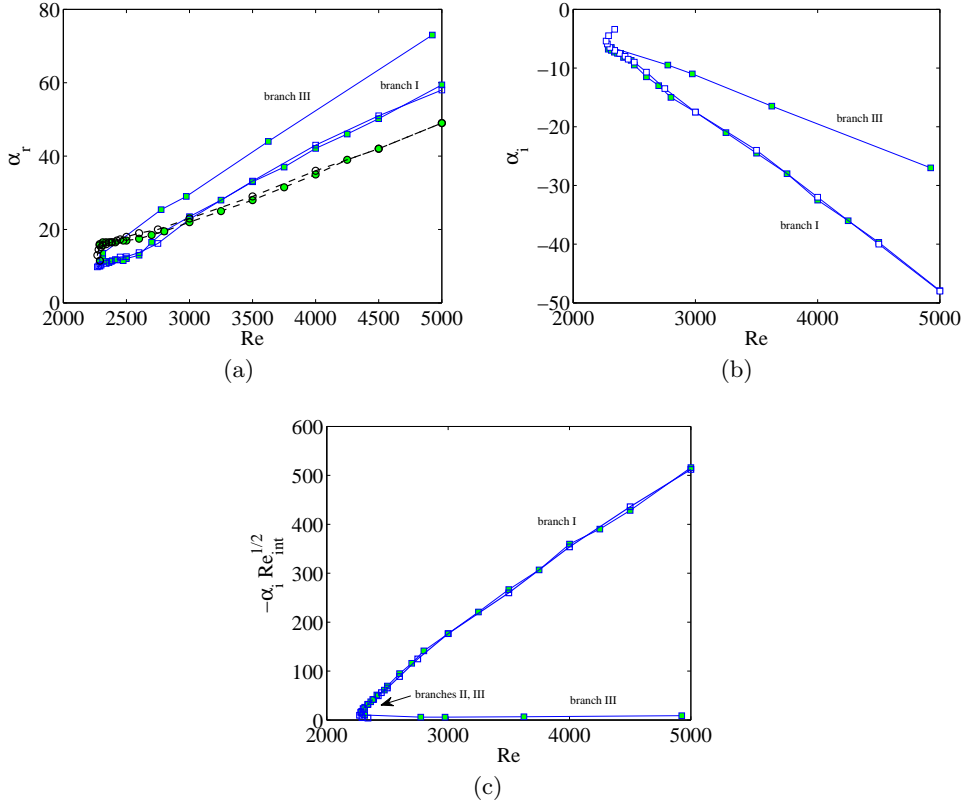 80
60
40
20
0
2000 2500 3000 3500 4000 4500 5000
α_r
Re
branch III
branch I
(a)
0
−10
−20
−30
−40
−50
2000 3000 4000 5000
α_i
Re
branch III
branch I
(b)
600
500
400
300
200
100
0
2000 3000 4000 5000
−α_i Re_int^1/2
Re
branch I
branches II, III
branch III
(c)